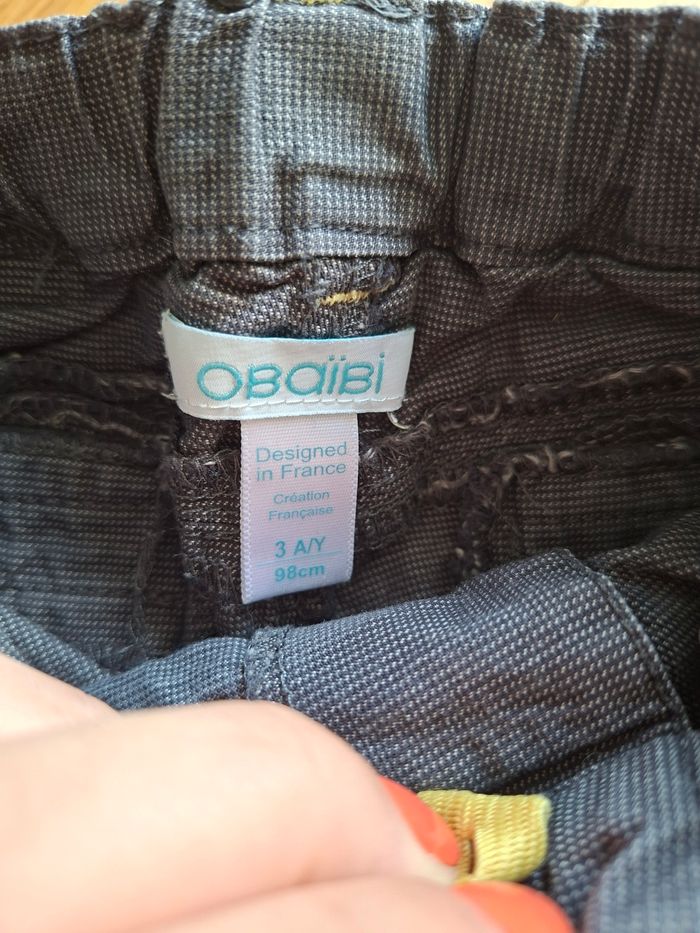 OBaïBi
Designed
in France
Création
Française
3 A/Y
98cm